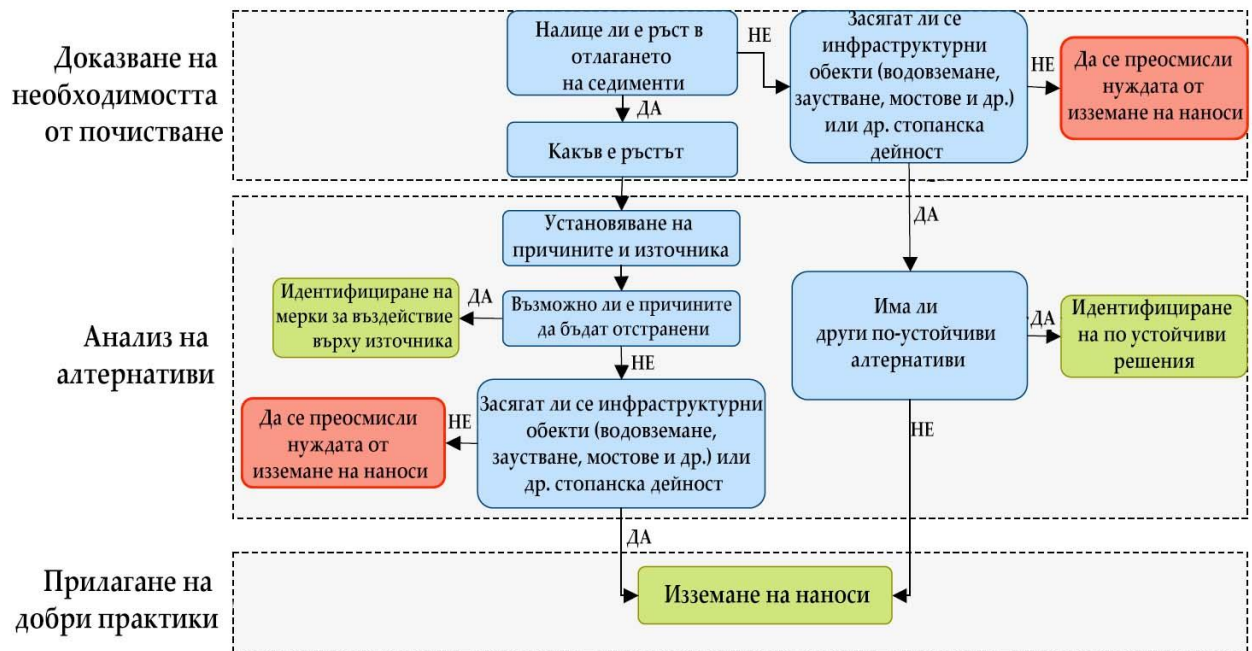 Доказване на
необходимостта
от почистване
Налице ли е ръст в
отлагането
на седименти
НЕ
Засягат ли се
инфраструктурни
обекти (водовземане,
заустване, мостове и др.)
или др. стопанска
дейност
НЕ
Да се преосмисли
нуждата от
изземане на наноси
ДА
Какъв е ръстът
ДА
Анализ на
алтернативи
Установяване на
причините и източника
Възможно ли е причините
да бъдат отстранени
ДА
Идентифициране на
мерки за въздействие
върху източника
НЕ
Засягат ли се инфраструктурни
обекти (водовземане,
заустване, мостове и др.) или
др. стопанска дейност
НЕ
Да се преосмисли
нуждата от
изземане на наноси
Има ли
други по-устойчиви
алтернативи
ДА
Идентифициране
на по устойчиви
решения
НЕ
ДА
Прилагане на
добри практики
Изземане на наноси